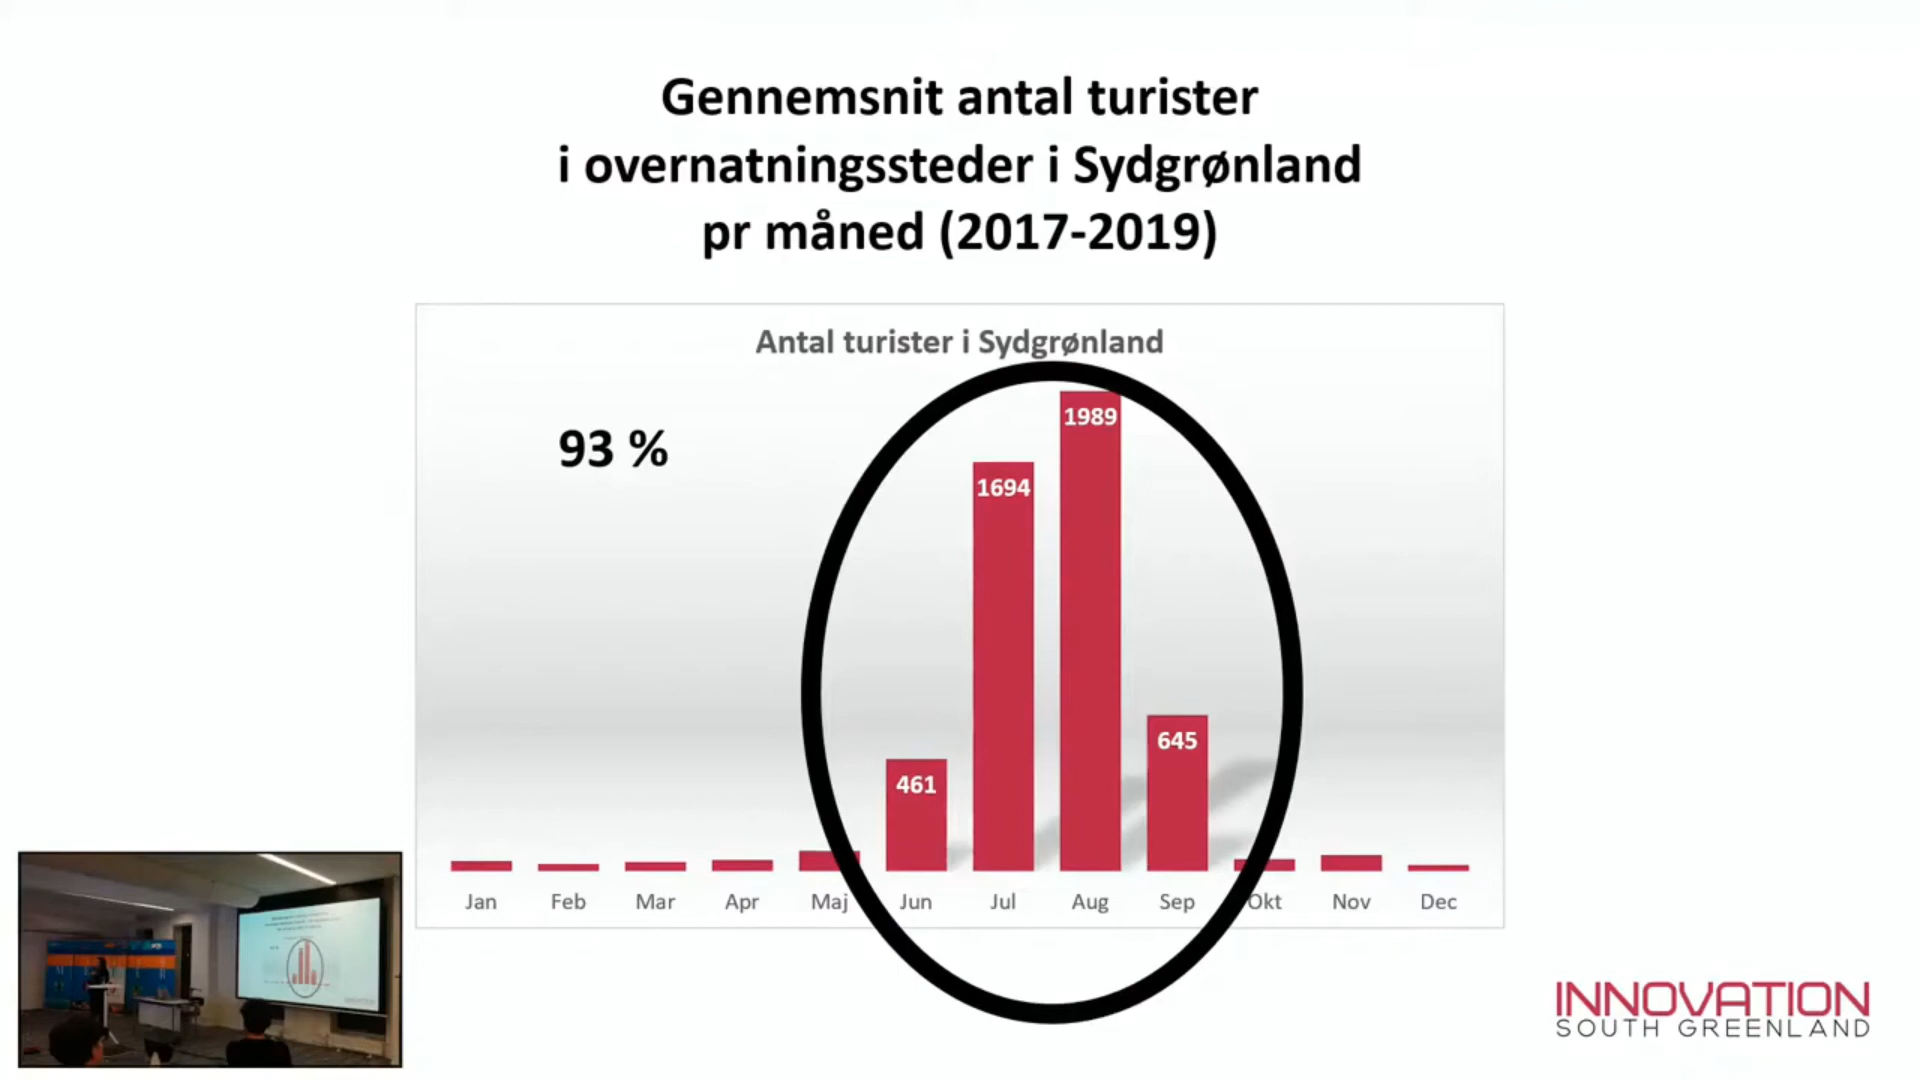 Gennemsnit antal turister
i overnatningssteder i Sydgrønland
pr måned (2017-2019)
Antal turister i Sydgrønland
93 %
1989
1694
645
461
Jan Feb Mar Apr Maj Jun Jul Aug Sep Okt Nov Dec
INNOVATION
SOUTH GREENLAND